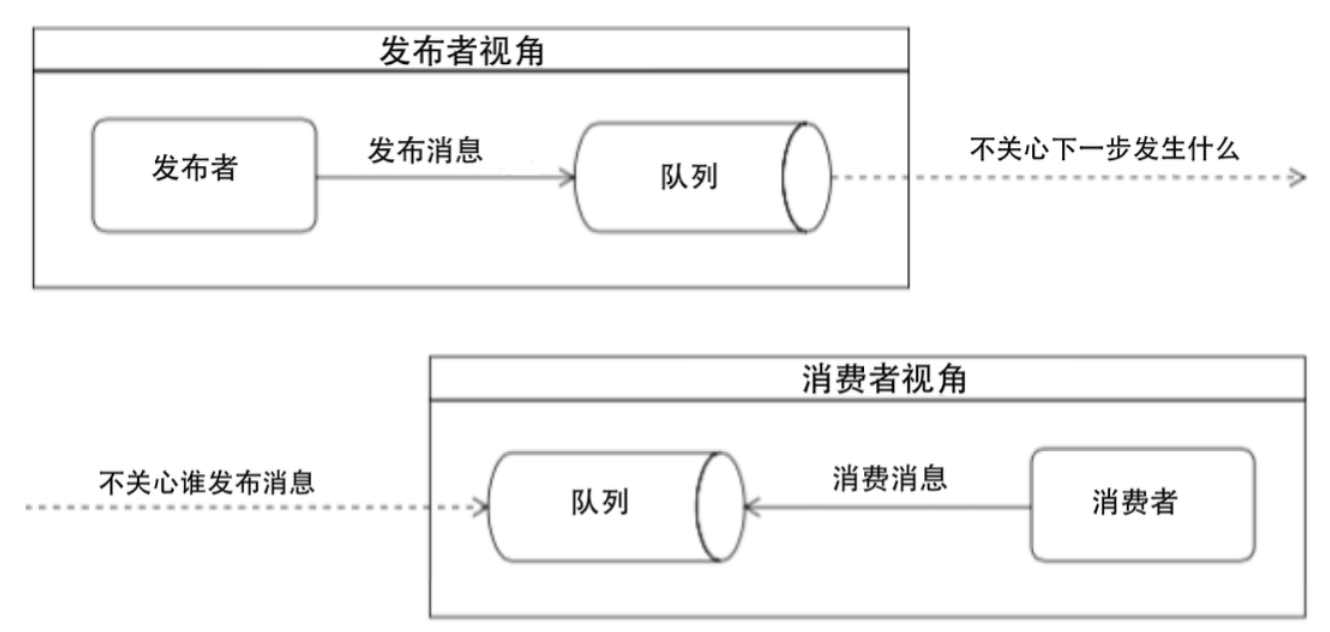 发布者视角
发布者
发布消息
队列
不关心下一步发生什么
消费者视角
不关心谁发布消息
队列
消费消息
消费者